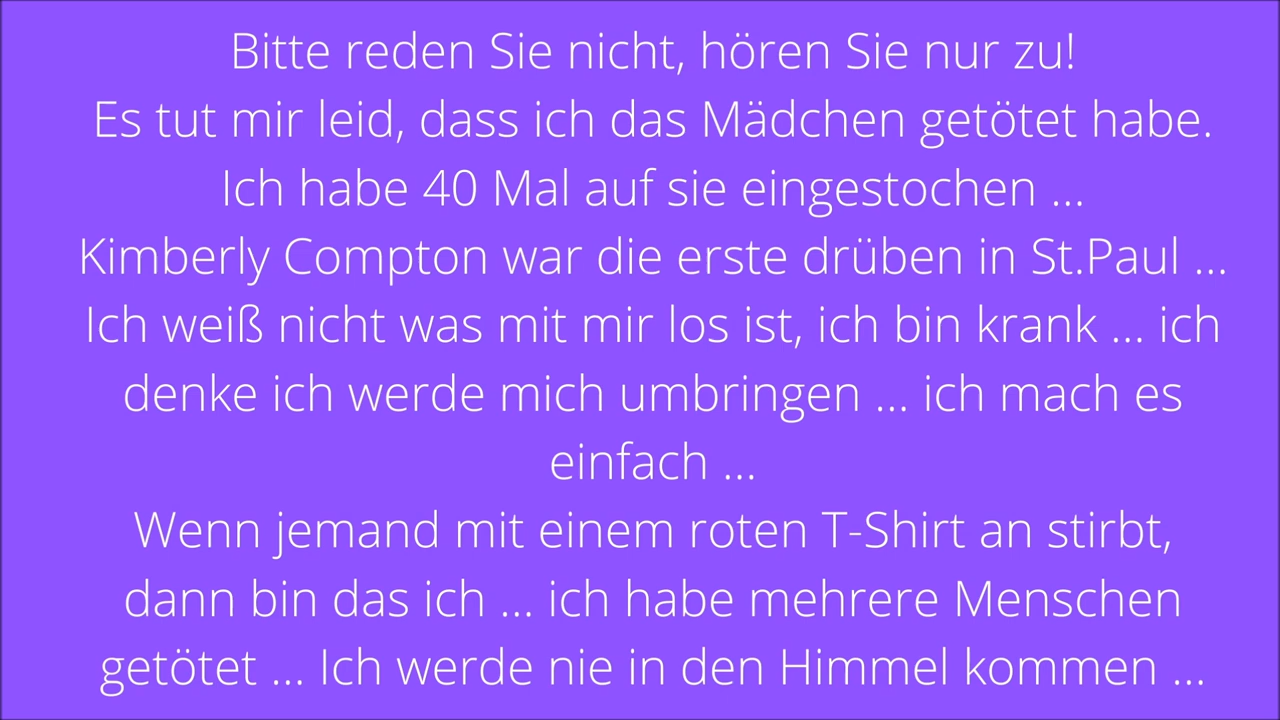 Bitte reden Sie nicht, hören Sie nur zu!
Es tut mir leid, dass ich das Mädchen getötet habe.
Ich habe 40 Mal auf sie eingestochen ...
Kimberly Compton war die erste drüben in St.Paul ...
Ich weiß nicht was mit mir los ist, ich bin krank ... ich
denke ich werde mich umbringen ... ich mach es
einfach ...
Wenn jemand mit einem roten T-Shirt an stirbt,
dann bin das ich ... ich habe mehrere Menschen
getötet ... Ich werde nie in den Himmel kommen ...